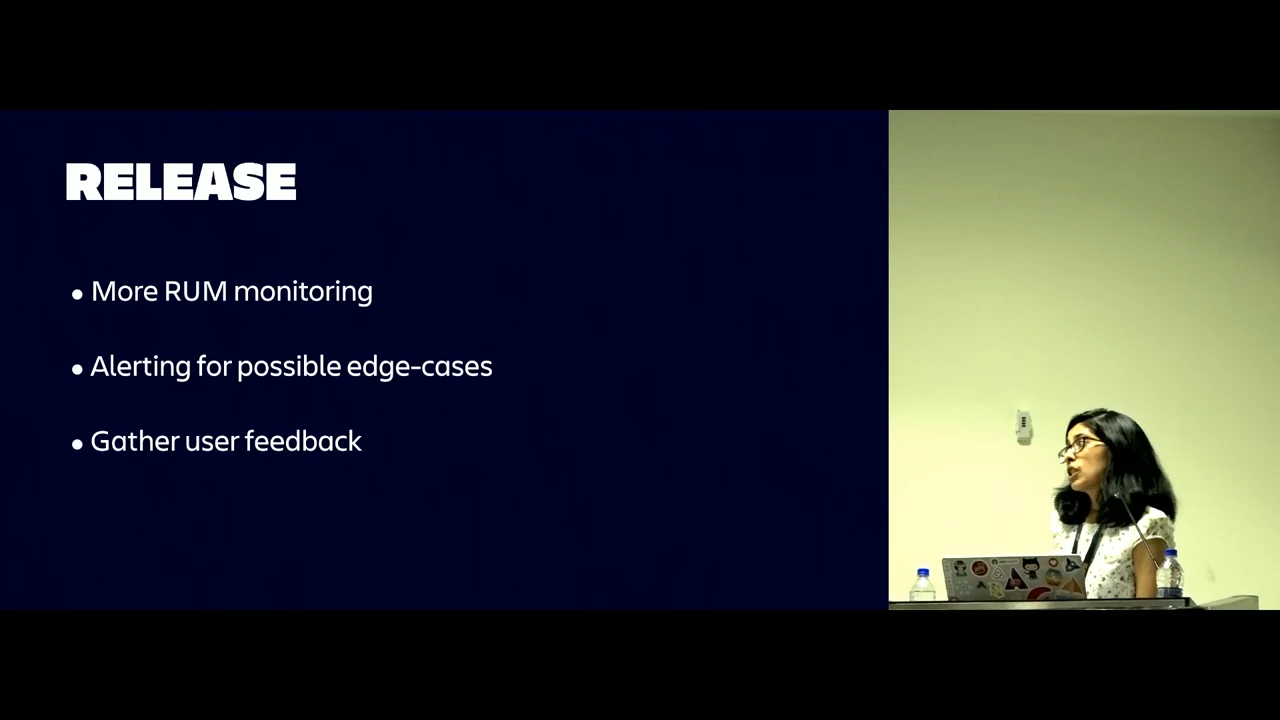 RELEASE
• More RUM monitoring
• Alerting for possible edge-cases
• Gather user feedback